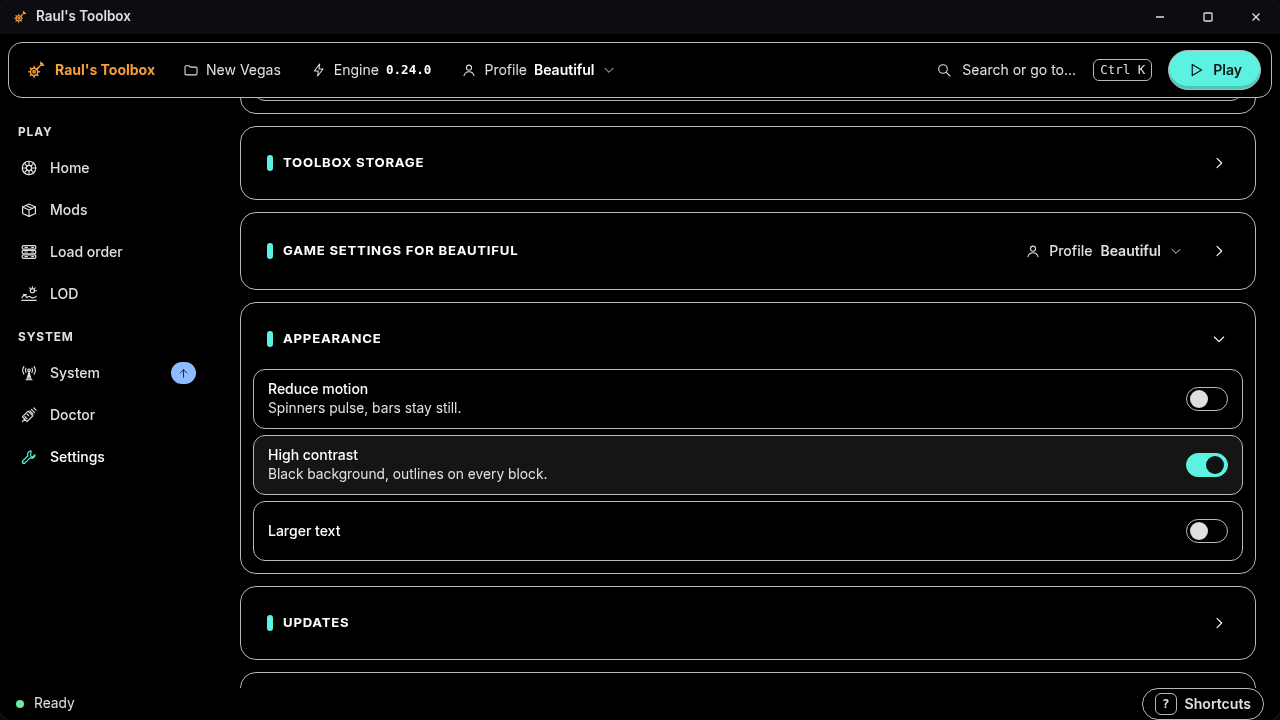 Raul's Toolbox
Raul's Toolbox
New Vegas
Engine 0.24.0
Profile Beautiful
Search or go to...
Ctrl K
Play
PLAY
Home
Mods
Load order
LOD
SYSTEM
System
Doctor
Settings
TOOLBOX STORAGE
GAME SETTINGS FOR BEAUTIFUL
Profile Beautiful
APPEARANCE
Reduce motion
Spinners pulse, bars stay still.
High contrast
Black background, outlines on every block.
Larger text
UPDATES
Ready
? Shortcuts